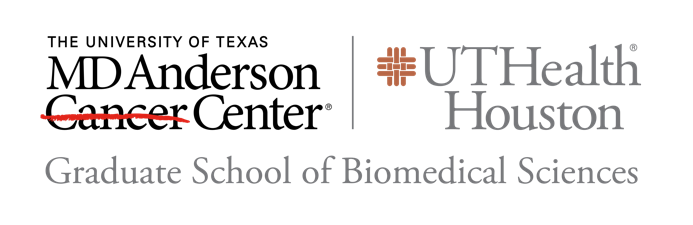 THE UNIVERSITY OF TEXAS
MD Anderson
Cancer Center®
UTHealth®
Houston
Graduate School of Biomedical Sciences